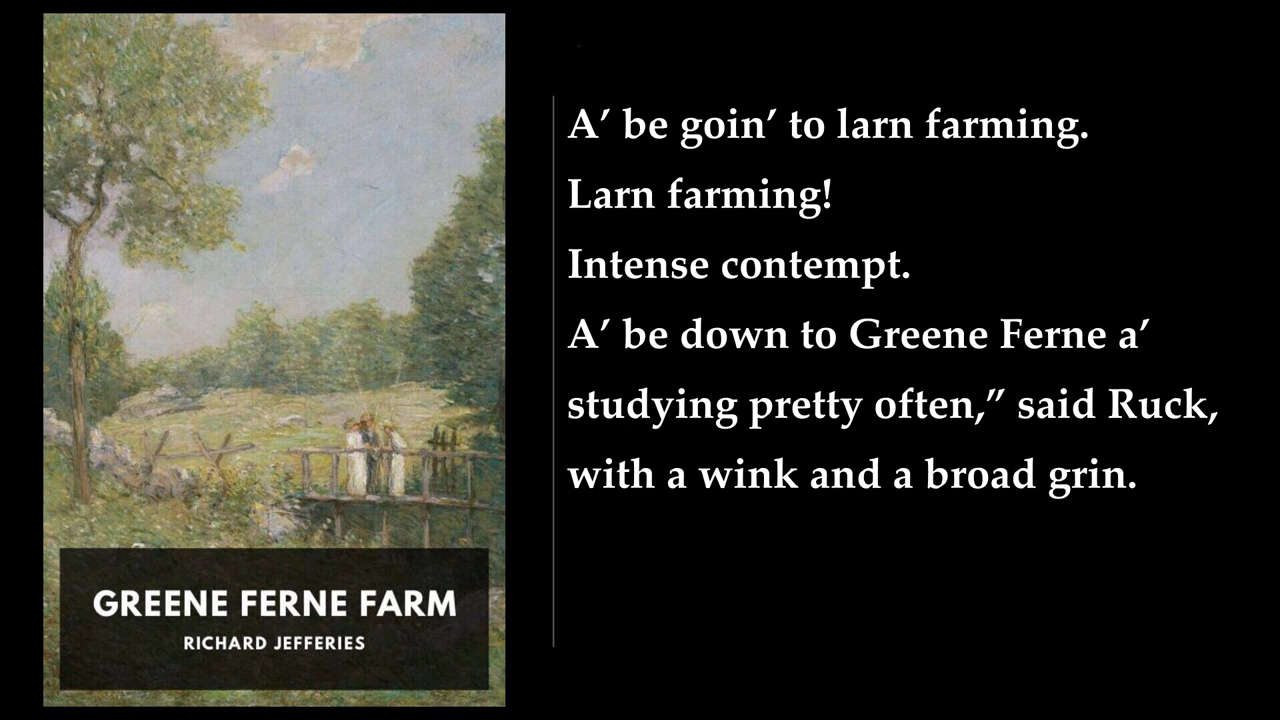 A’ be goin’ to larn farming.
Larn farming!
Intense contempt.
A’ be down to Greene Ferne a’
studying pretty often,” said Ruck,
with a wink and a broad grin.
GREENE FERNE FARM
RICHARD JEFFERIES